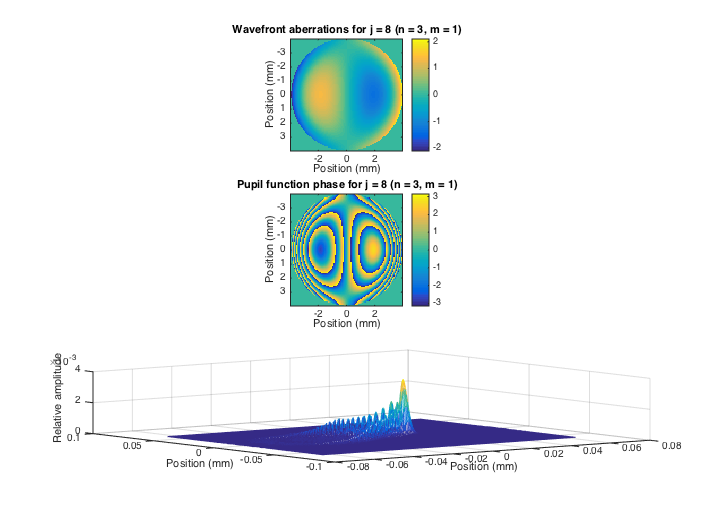 Wavefront aberrations for j = 8 (n = 3, m = 1)
-3
-2
-1
0
1
2
3
Position (mm)
-2 0 2
Position (mm)
2
1
0
-1
-2
Pupil function phase for j = 8 (n = 3, m = 1)
-3
-2
-1
0
1
2
3
Position (mm)
-2 0 2
Position (mm)
3
2
1
0
-1
-2
-3
4
2
0
Relative amplitude
0.1 0.05 0 -0.05 -0.1
Position (mm)
-0.08 -0.06 -0.04 -0.02 0 0.02 0.04 0.06 0.08
Position (mm)